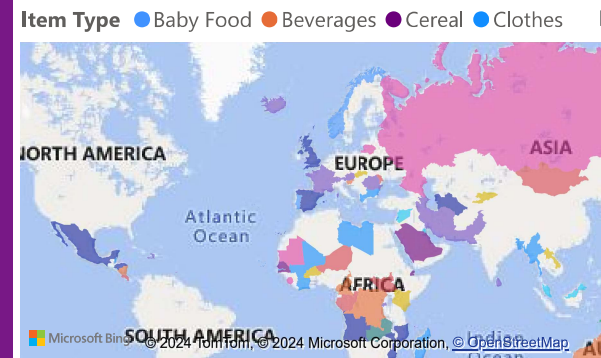 Item Type Baby Food Beverages Cereal Clothes
NORTH AMERICA
EUROPE
ASIA
Atlantic
Ocean
AFRICA
SOUTH AMERICA
Indian
Microsoft Bing
© 2024 TomTom, © 2024 Microsoft Corporation, © OpenStreetMap